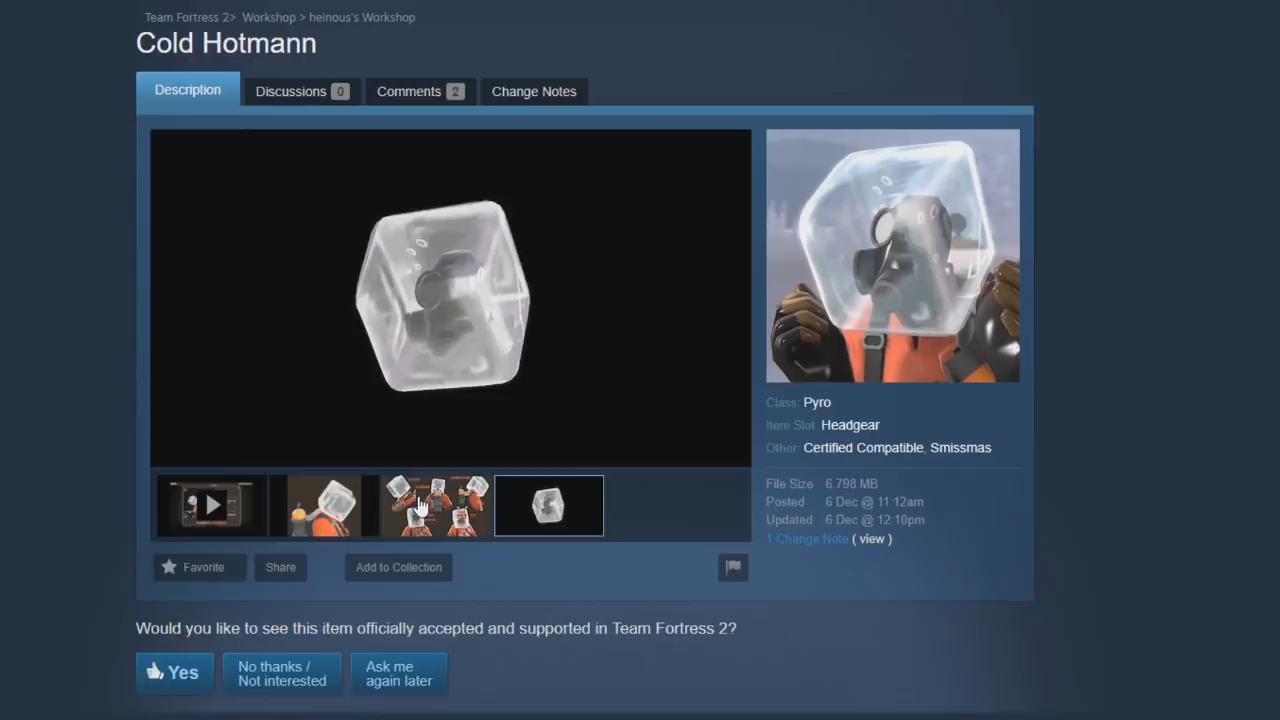 Team Fortress 2> Workshop > heinous's Workshop
Cold Hotmann
Description
Discussions 0
Comments 2
Change Notes
Class: Pyro
Item Slot: Headgear
Other: Certified Compatible, Smissmas
File Size 6.798 MB
Posted 6 Dec @ 11:12am
Updated 6 Dec @ 12:10pm
1 Change Note ( view )
Favorite
Share
Add to Collection
Would you like to see this item officially accepted and supported in Team Fortress 2?
Yes
No thanks /
Not interested
Ask me
again later